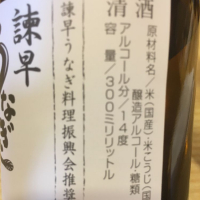 清酒
原材料名／米（国産）米こうじ（国
醸造アルコール 糖類
アルコール分／14度
容量／300ミリリットル
諫早うなぎ料理振興会推奨
諫早
うなぎ